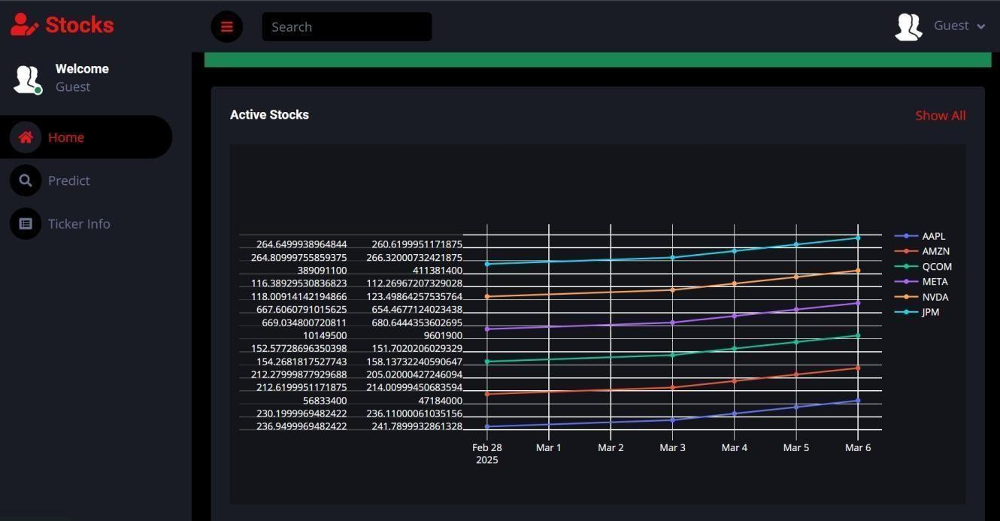 Stocks
Search
Guest
Welcome
Guest
Home
Predict
Ticker Info
Active Stocks
Show All
264.6499938964844 260.6199951171875
264.80999755859375 266.32000732421875
389091100 411381400
116.38929530836823 112.26967207329028
118.00914142194866 123.49864257535764
667.6060791015625 654.4677124023438
669.034800720811 680.6444353602695
10149500 9601900
152.57728696350398 151.7020206029329
154.2681817527743 158.13732240590647
212.27999877929688 205.02000427246094
212.6199951171875 214.00999450683594
56833400 47184000
230.1999969482422 236.11000061035156
236.9499969482422 241.7899932861328
Feb 28 Mar 1 Mar 2 Mar 3 Mar 4 Mar 5 Mar 6
2025
AAPL
AMZN
QCOM
META
NVDA
JPM